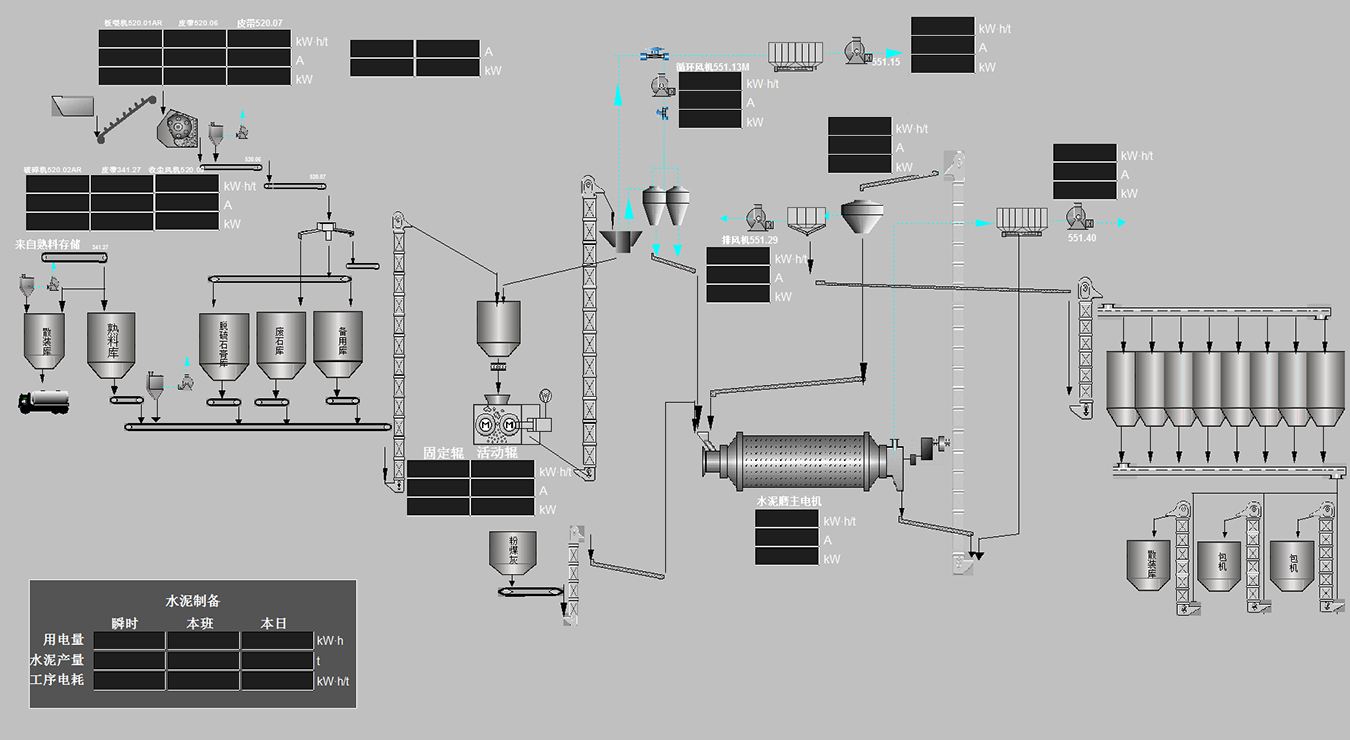 板喂机520.01AR 皮带520.06 皮带520.07
kW·h/t
A
kW
A
kW
循环风机551.13M
kW·h/t
A
kW
551.15
kW·h/t
A
kW
kW·h/t
A
kW
kW·h/t
A
kW
551.40
520.06
520.07
破碎机520.02AR 皮带341.27 收尘风机520.0
kW·h/t
A
kW
来自熟料存储
341.27
排风机551.29
kW·h/t
A
kW
散装库
熟料库
脱硫石膏库
废石库
备用库
M M
M
固定辊 活动辊
kW·h/t
A
kW
水泥磨主电机
kW·h/t
A
kW
粉煤灰
散装库
包机
包机
水泥制备
瞬时 本班 本日
用电量 kW·h
水泥产量 t
工序电耗 kW·h/t